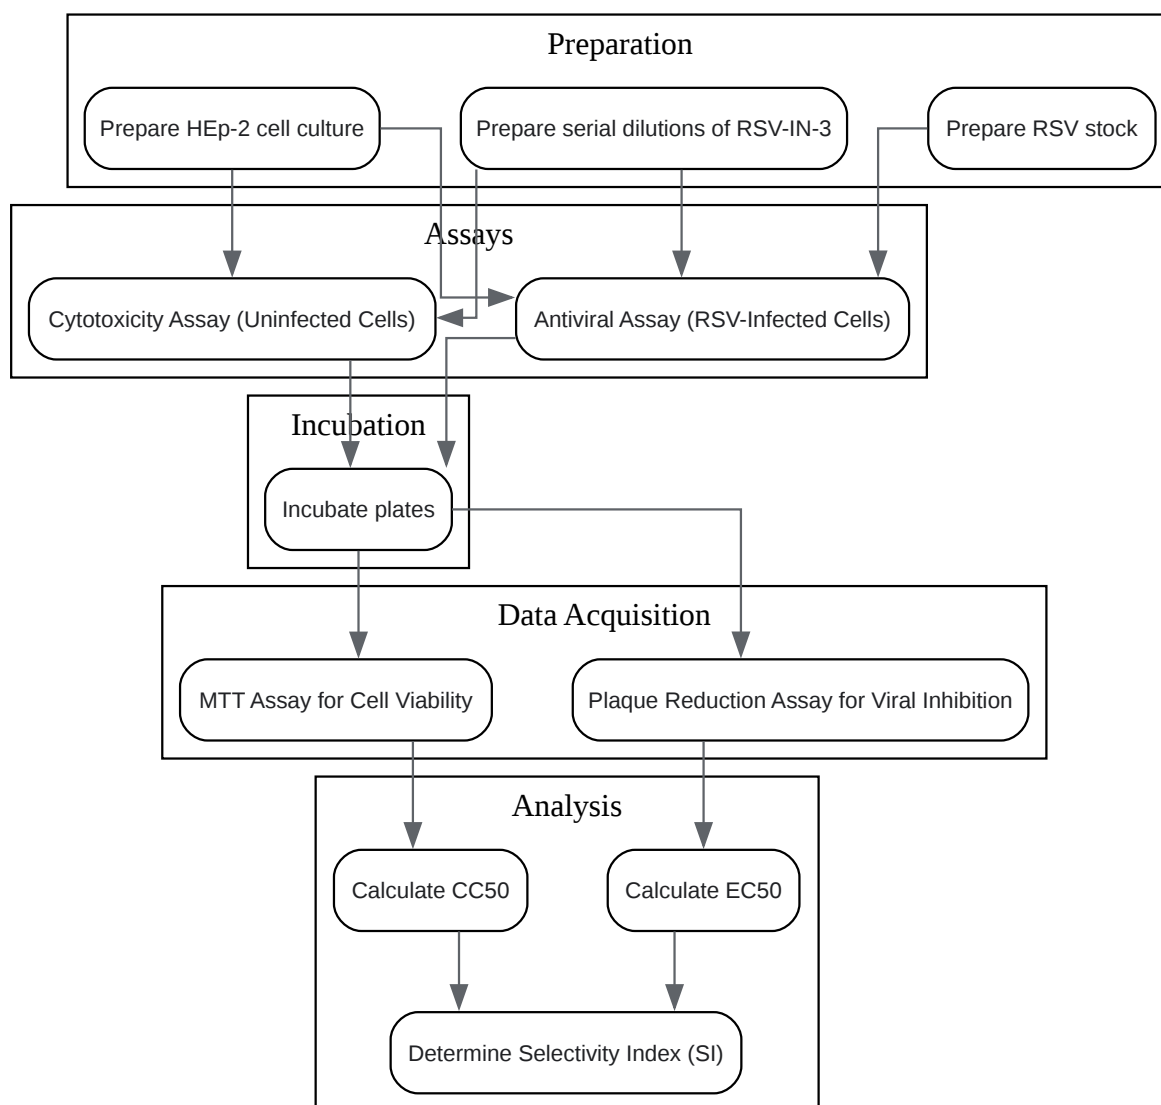 Preparation
Prepare HEp-2 cell culture
Prepare serial dilutions of RSV-IN-3
Prepare RSV stock
Assays
Cytotoxicity Assay (Uninfected Cells)
Antiviral Assay (RSV-Infected Cells)
Incubation
Incubate plates
Data Acquisition
MTT Assay for Cell Viability
Plaque Reduction Assay for Viral Inhibition
Analysis
Calculate CC50
Calculate EC50
Determine Selectivity Index (SI)